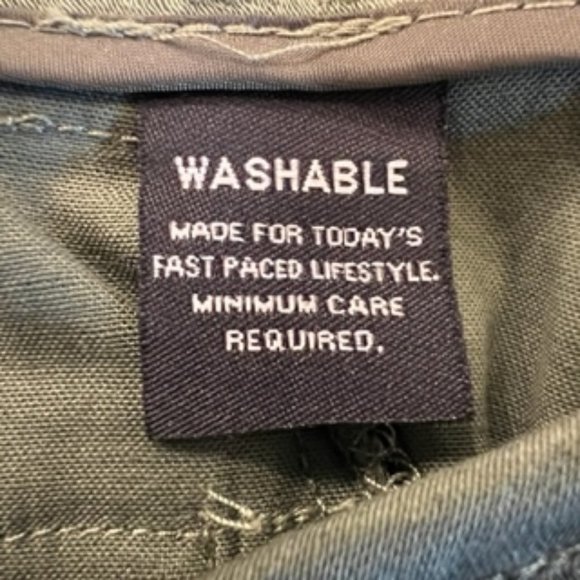 WASHABLE
MADE FOR TODAY'S
FAST PACED LIFESTYLE.
MINIMUM CARE
REQUIRED.